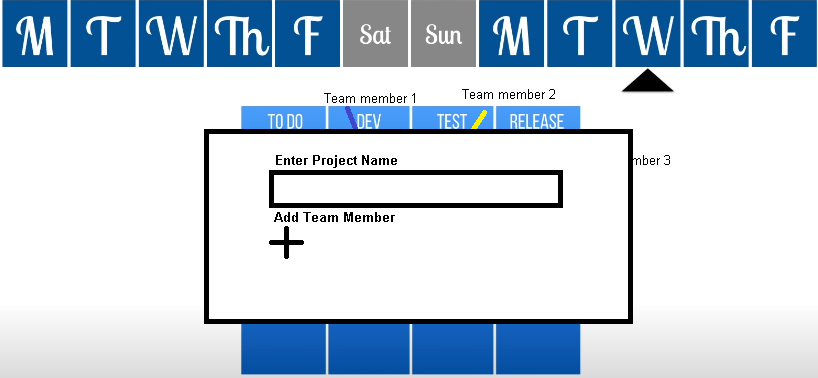 M T W Th F Sat Sun M T W Th F
Team member 1
Team member 2
TO DO DEV TEST RELEASE
Enter Project Name
mber 3
Add Team Member